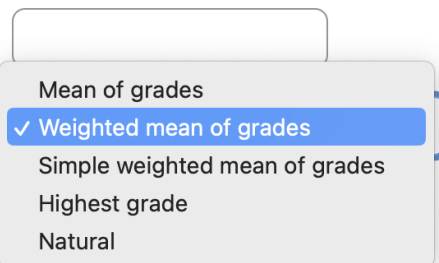 Mean of grades
✓ Weighted mean of grades
Simple weighted mean of grades
Highest grade
Natural